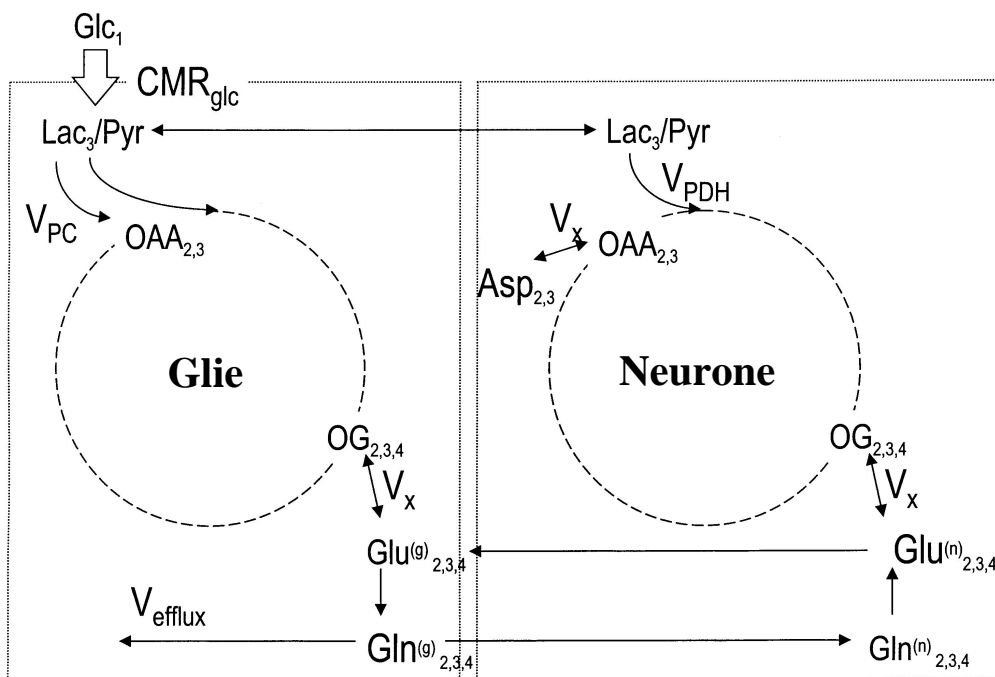 Glc₁
CMRglc
Lac₃/Pyr
Lac₃/Pyr
VPDH
VPC
OAA₂,₃
Vx
OAA₂,₃
Asp₂,₃
Glie
Neurone
OG₂,₃,₄
OG₂,₃,₄
Vx
Vx
Glu⁽ᵍ⁾₂,₃,₄
Glu⁽ⁿ⁾₂,₃,₄
Vefflux
Gln⁽ᵍ⁾₂,₃,₄
Gln⁽ⁿ⁾₂,₃,₄